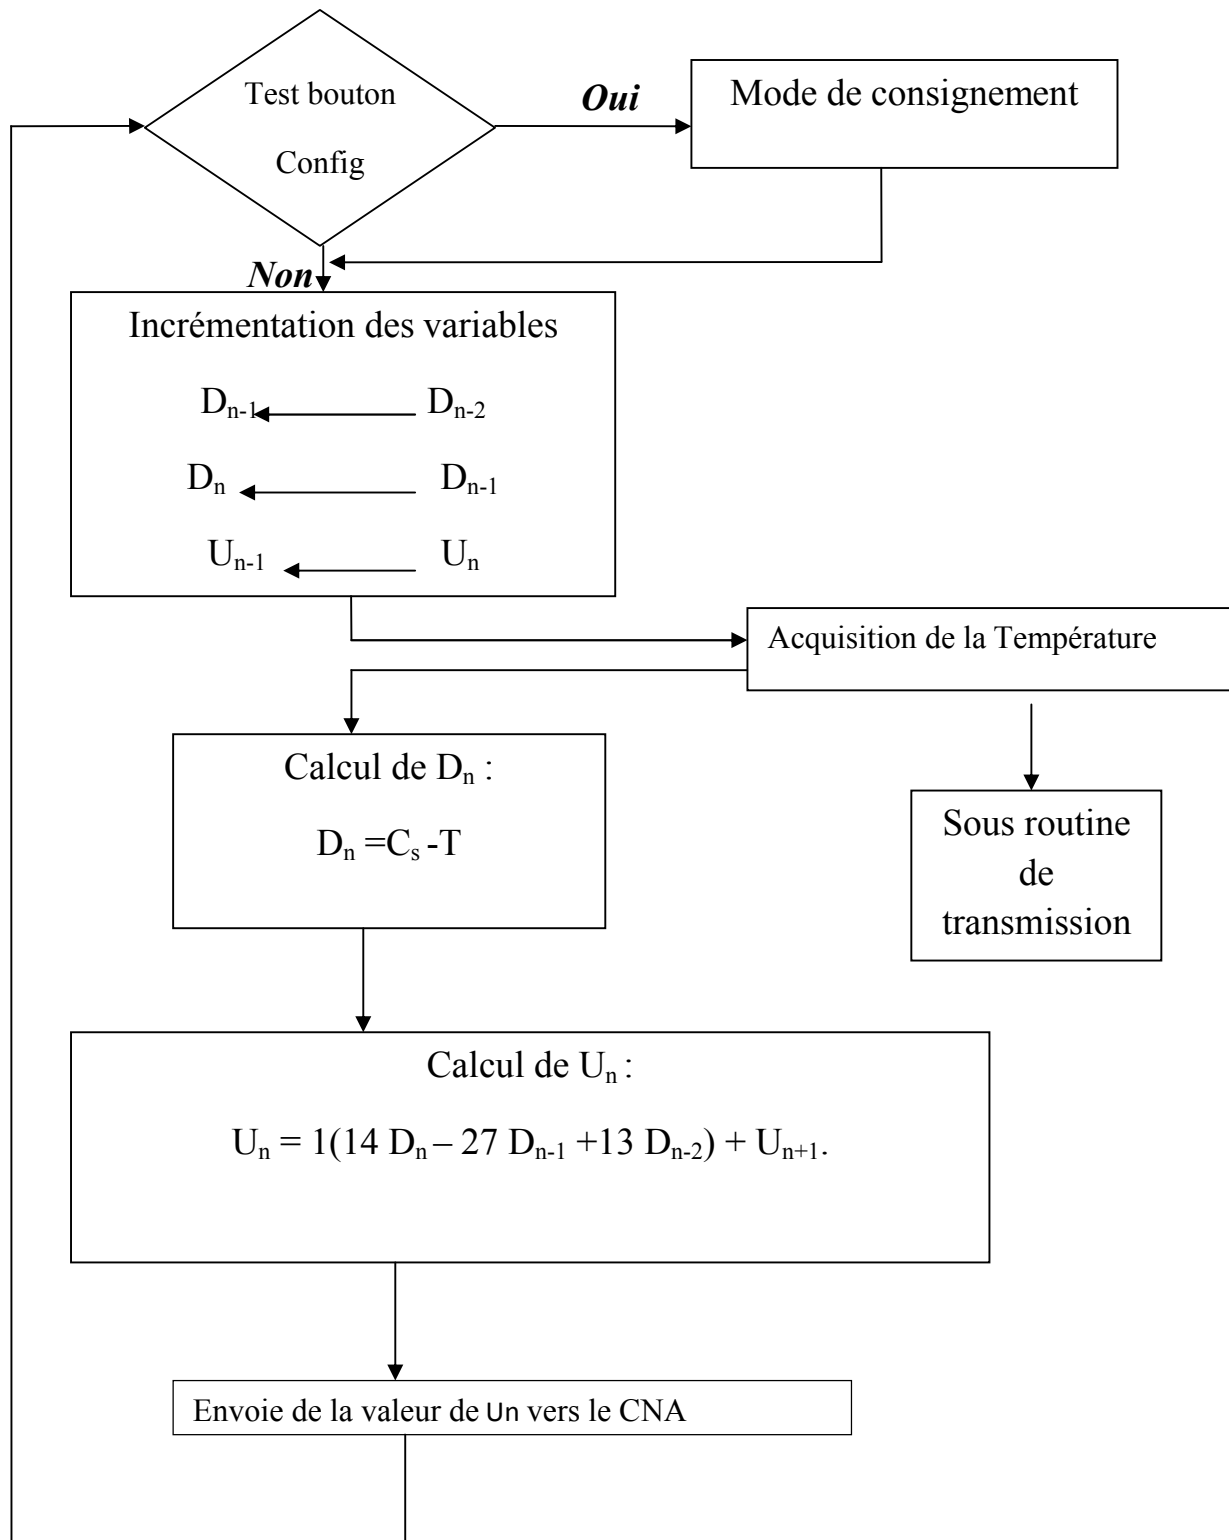 Test bouton
Config
Oui
Mode de consignement
Non
Incrémentation des variables
Dn-1 Dn-2
Dn Dn-1
Un-1 Un
Acquisition de la Température
Calcul de Dn :
Dn =Cs -T
Sous routine
de
transmission
Calcul de Un :
Un = 1(14 Dn – 27 Dn-1 +13 Dn-2) + Un+1.
Envoie de la valeur de Un vers le CNA